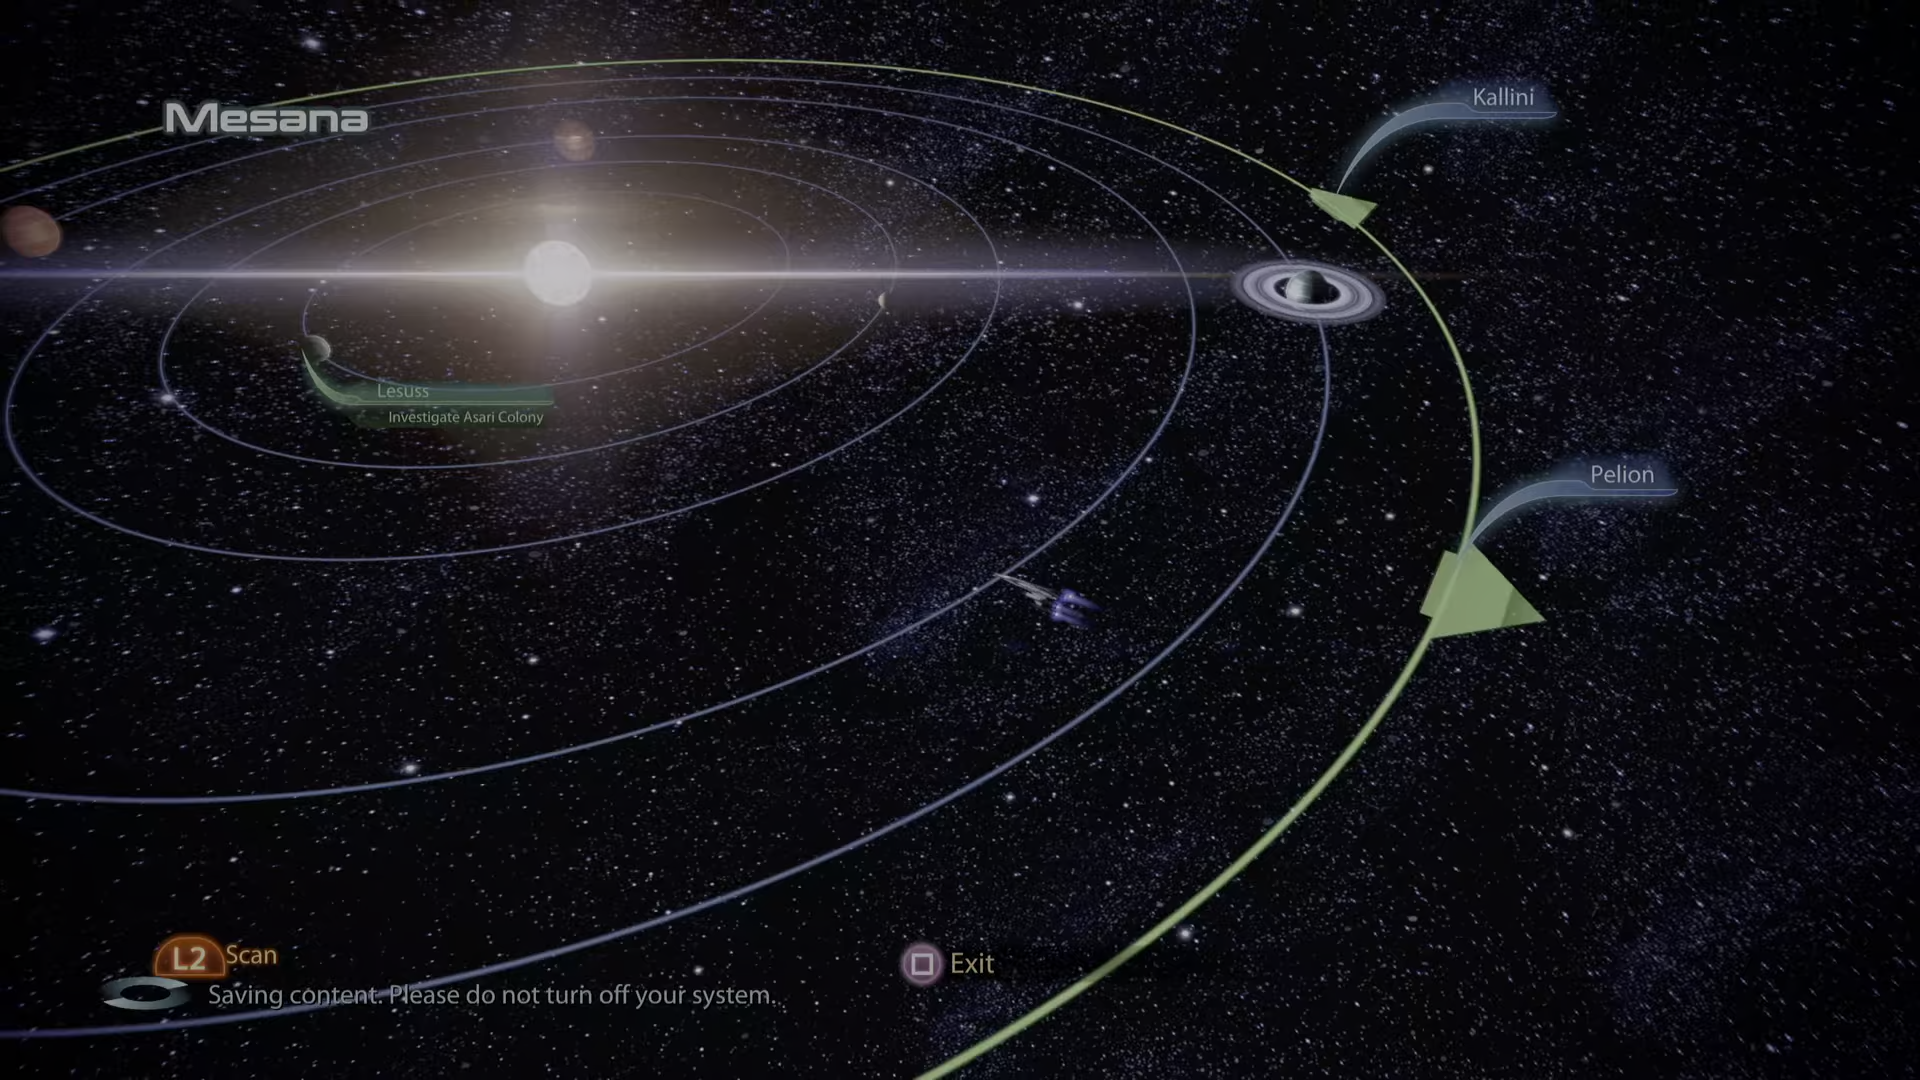 Mesana
Kallini
Lesuss
Investigate Asari Colony
Pelion
L2 Scan
Exit
Saving content. Please do not turn off your system.